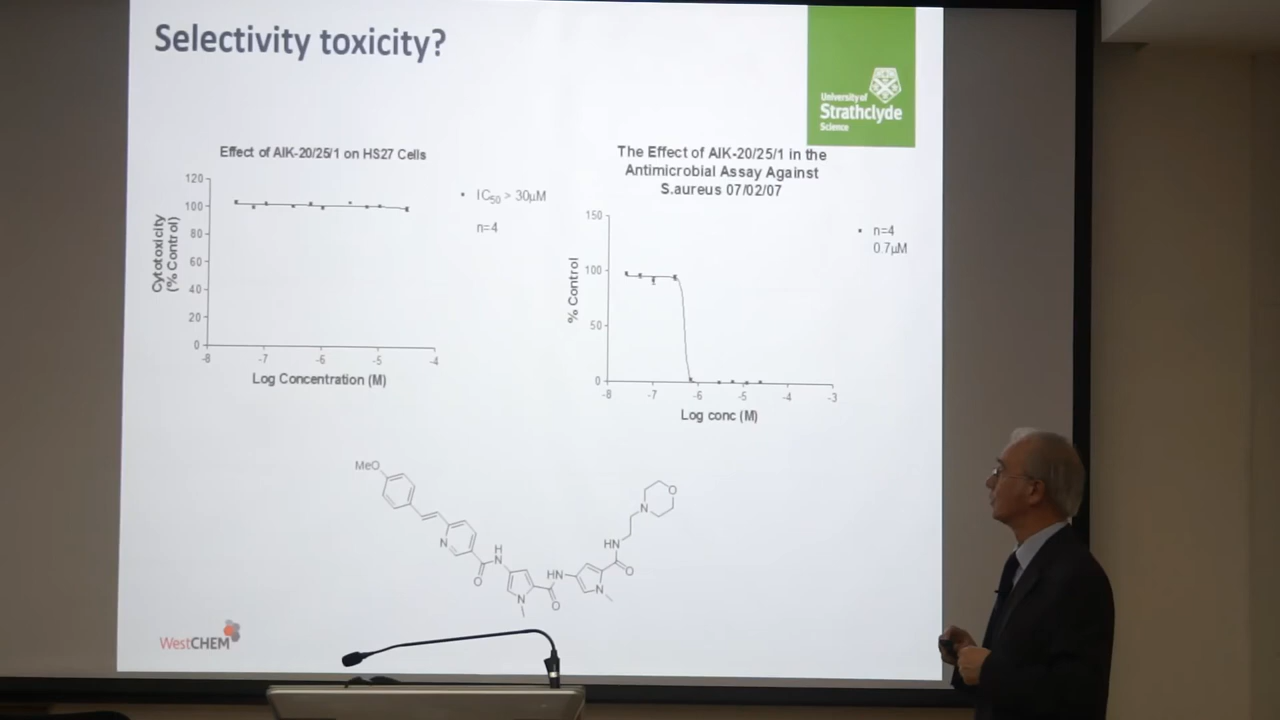 Selectivity toxicity?
University of
Strathclyde
Science
Effect of AIK-20/25/1 on HS27 Cells
120
100
80
60
40
20
0
-8
-7
-6
-5
-4
Cytotoxicity
(% Control)
Log Concentration (M)
• IC50 > 30µM
n=4
The Effect of AIK-20/25/1 in the
Antimicrobial Assay Against
S.aureus 07/02/07
150
100
50
0
-8
-7
-6
-5
-4
-3
% Control
Log conc (M)
• n=4
0.7µM
MeO
N
O
H
N
N
O
HN
N
O
HN
N
O
WestCHEM